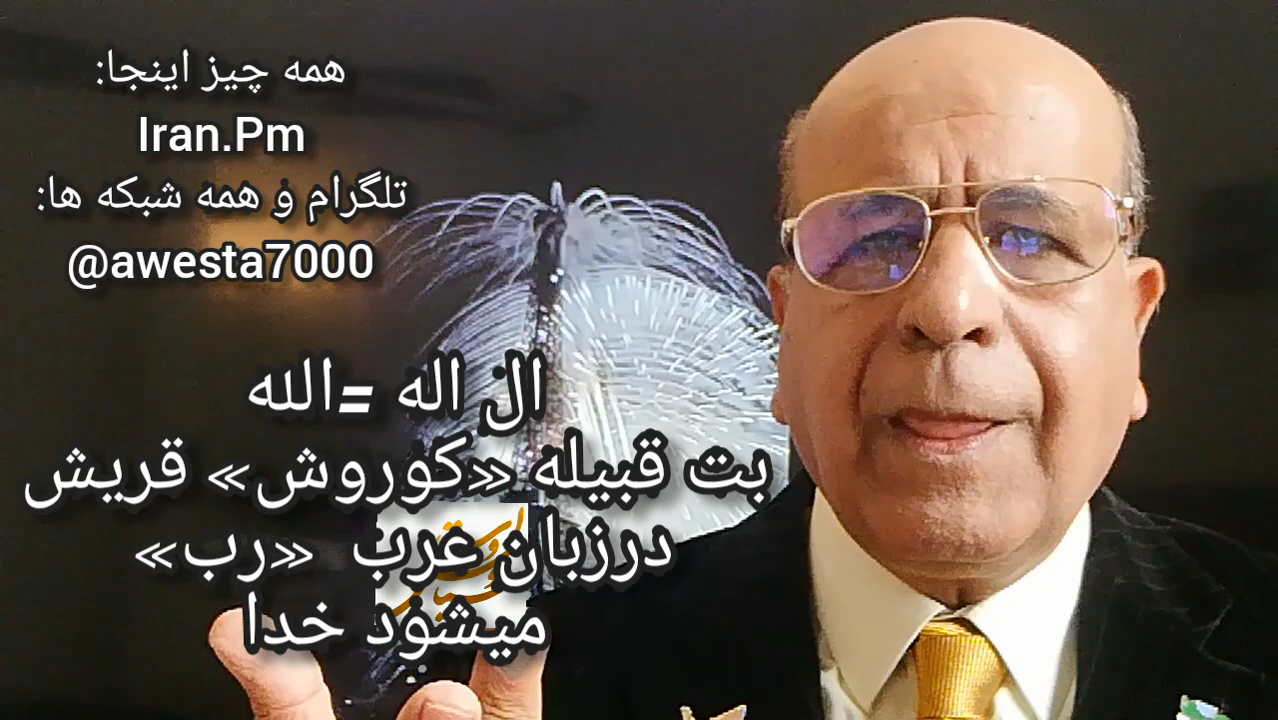 همه چیز اینجا:
Iran.Pm
تلگرام و همه شبکه ها:
@awesta7000
ال اله =الله
بت قبیله «کوروش» قریش
درزبان عرب «رب»
میشود خدا